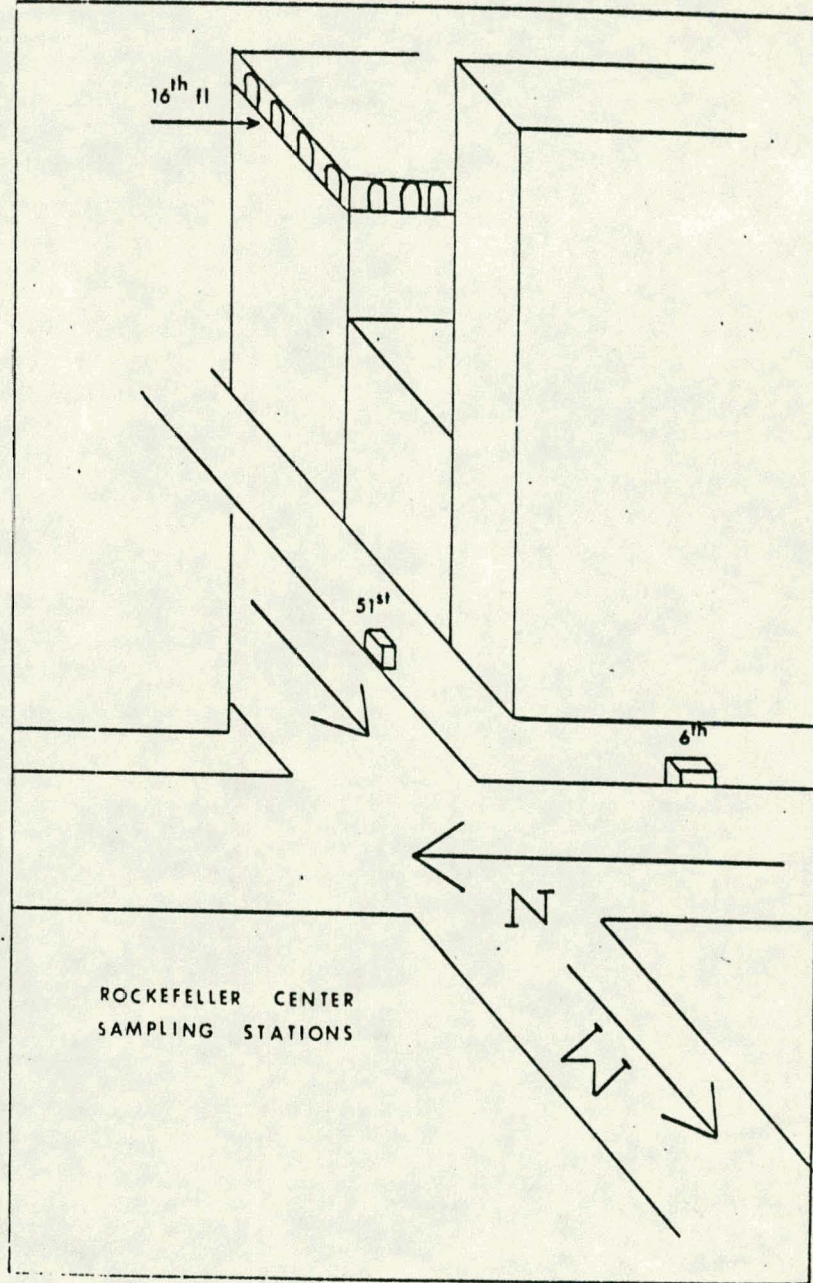 16th fl
51st
6th
N
W
ROCKEFELLER CENTER
SAMPLING STATIONS